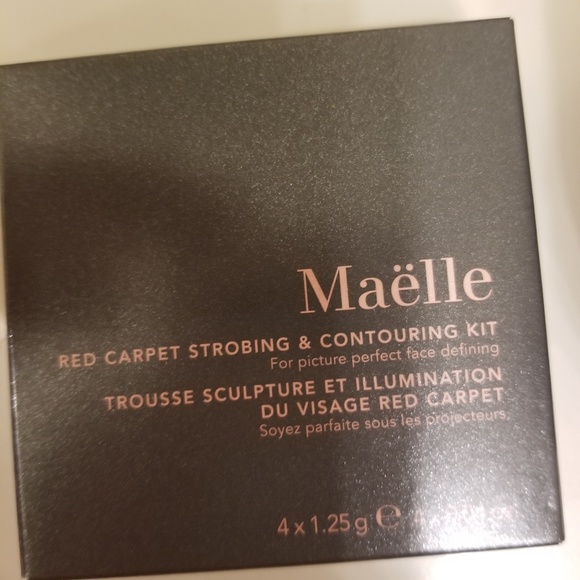 Maëlle
RED CARPET STROBING & CONTOURING KIT
For picture perfect face defining
TROUSSE SCULPTURE ET ILLUMINATION
DU VISAGE RED CARPET
Soyez parfaite sous les projecteurs.
4 x 1.25 g ℮